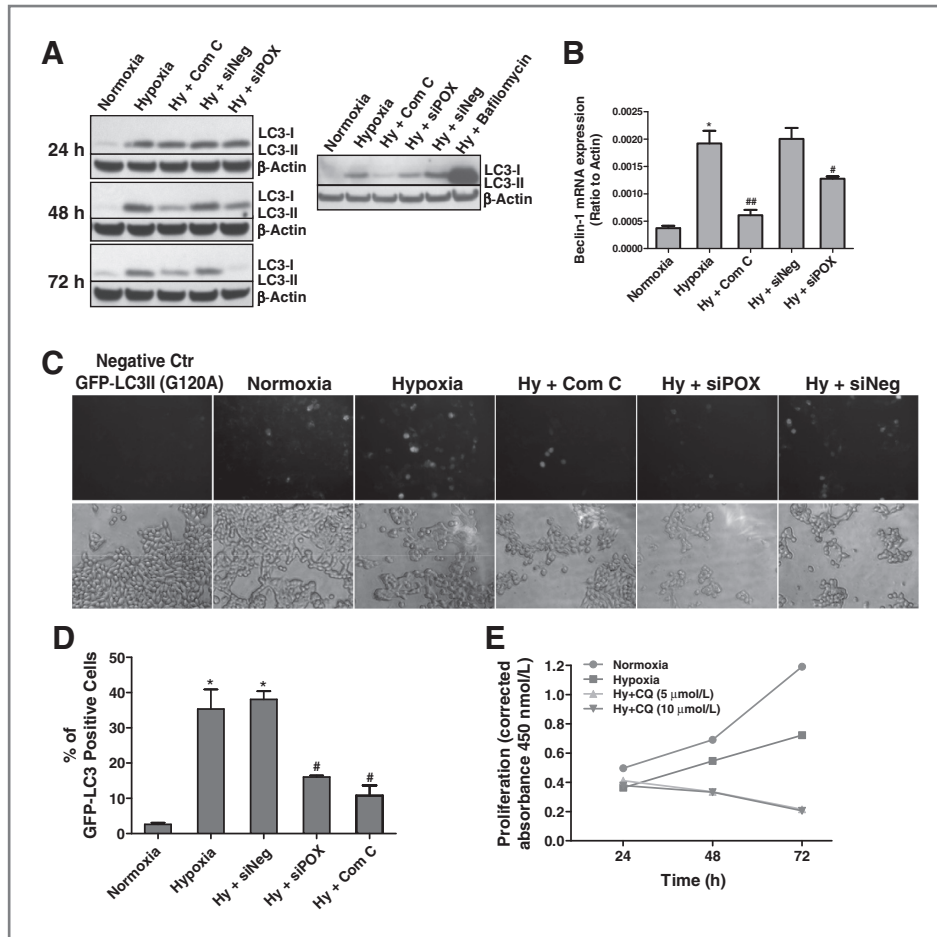 A
Normoxia
Hypoxia
Hy + Com C
Hy + siNeg
Hy + siPOX
24 h
LC3-I
LC3-II
β-Actin
48 h
LC3-I
LC3-II
β-Actin
72 h
LC3-I
LC3-II
β-Actin
Normoxia
Hypoxia
Hy + Com C
Hy + siPOX
Hy + siNeg
Hy + Bafilomycin
LC3-I
LC3-II
β-Actin
B
Beclin-1 mRNA expression
(Ratio to Actin)
0.0025
0.0020
0.0015
0.0010
0.0005
0.0000
*
##
#
Normoxia
Hypoxia
Hy + Com C
Hy + siNeg
Hy + siPOX
C
Negative Ctr
GFP-LC3II (G120A)
Normoxia
Hypoxia
Hy + Com C
Hy + siPOX
Hy + siNeg
D
% of
GFP-LC3 Positive Cells
50
40
30
20
10
0
*
*
#
#
Normoxia
Hypoxia
Hy + siNeg
Hy + siPOX
Hy + Com C
E
Proliferation (corrected
absorbance 450 nmol/L)
1.2
1.0
0.8
0.6
0.4
0.2
0.0
Normoxia
Hypoxia
Hy+CQ (5 μmol/L)
Hy+CQ (10 μmol/L)
24
48
72
Time (h)